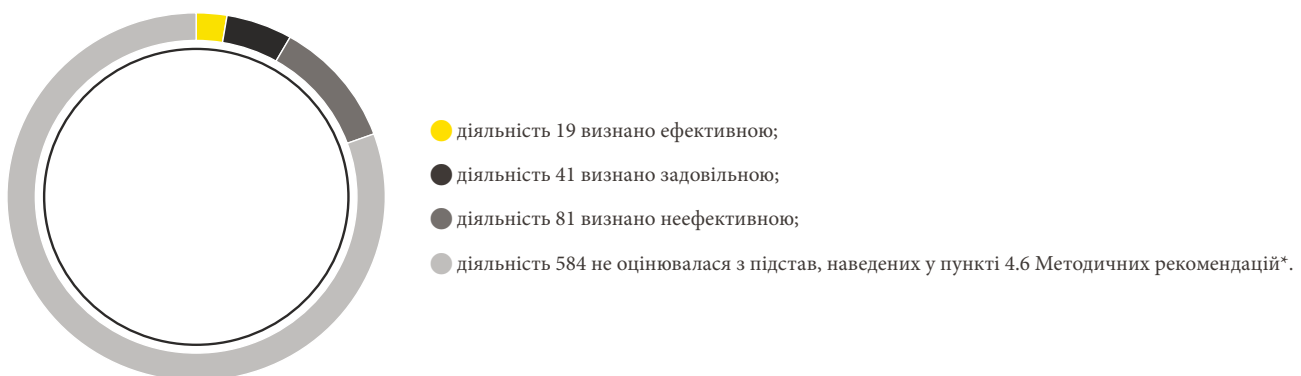 діяльність 19 визнано ефективною;
діяльність 41 визнано задовільною;
діяльність 81 визнано неефективною;
діяльність 584 не оцінювалася з підстав, наведених у пункті 4.6 Методичних рекомендацій*.